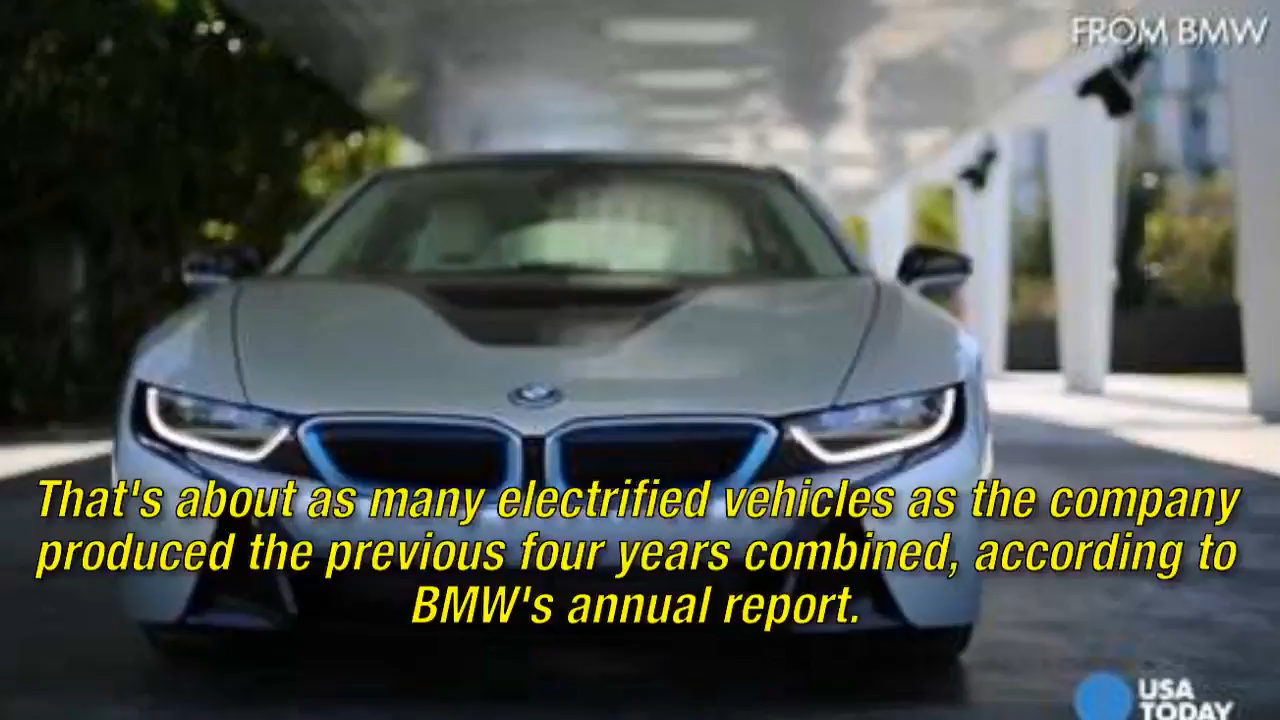 FROM BMW
That's about as many electrified vehicles as the company
produced the previous four years combined, according to
BMW's annual report.
USA
TODAY